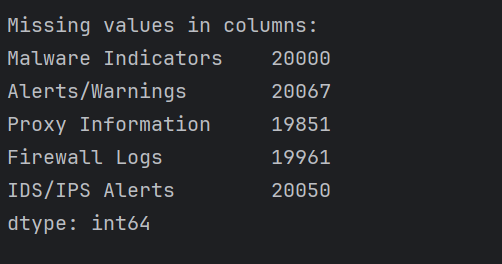 Missing values in columns:
Malware Indicators    20000
Alerts/Warnings       20067
Proxy Information     19851
Firewall Logs         19961
IDS/IPS Alerts        20050
dtype: int64